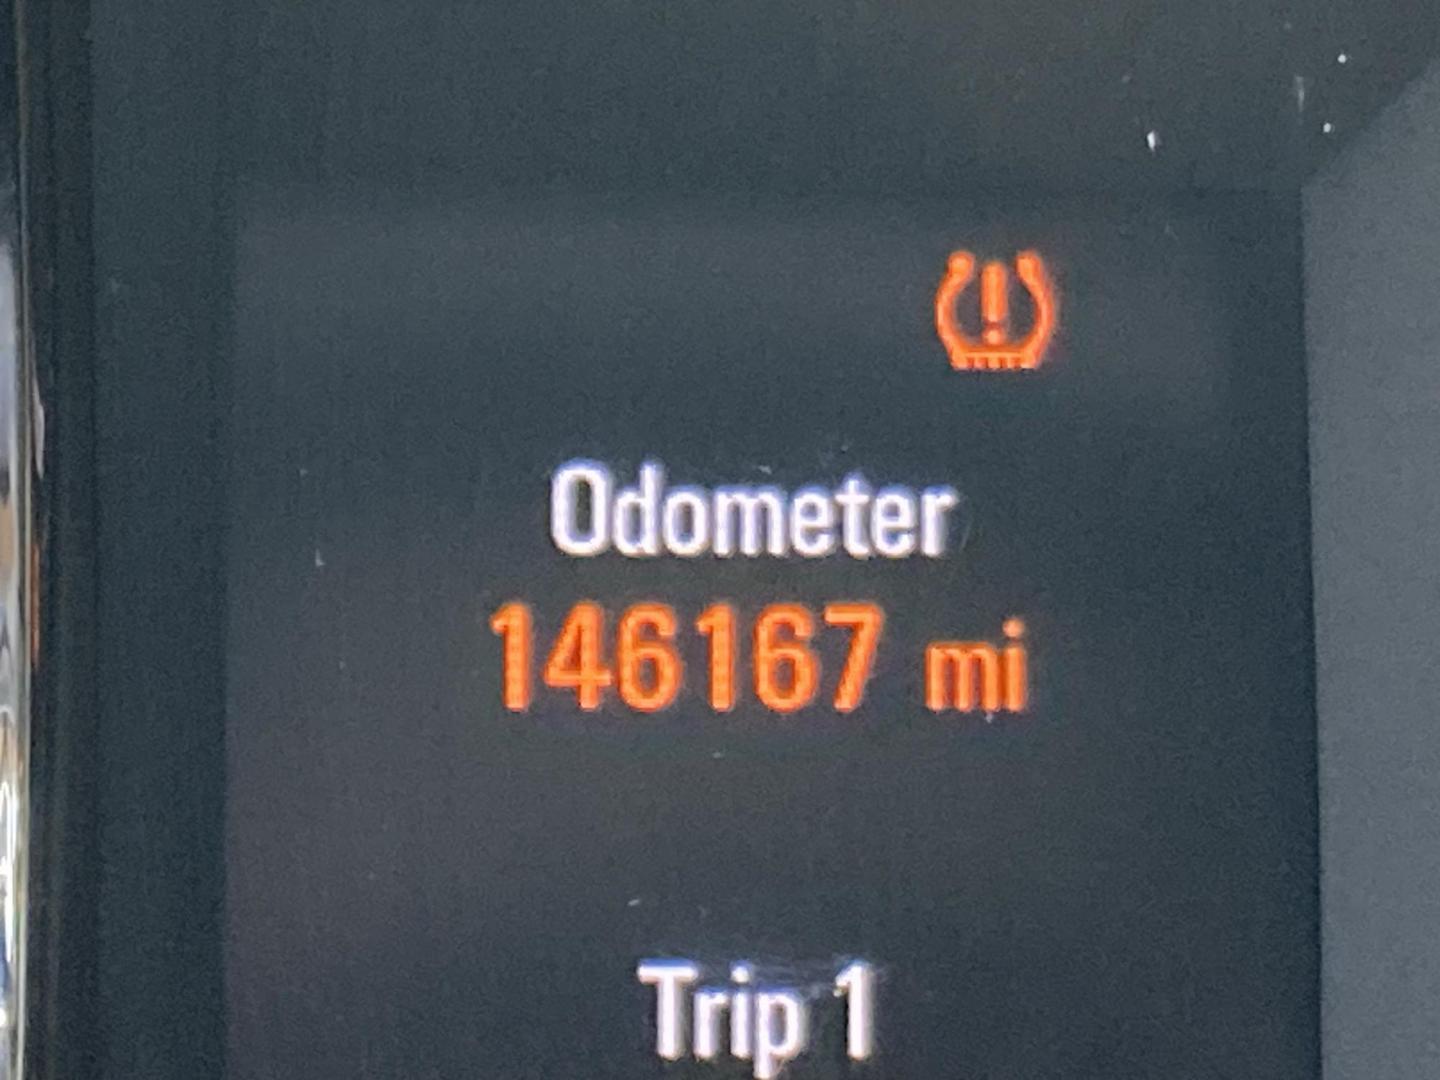 Odometer
146167 mi
Trip 1